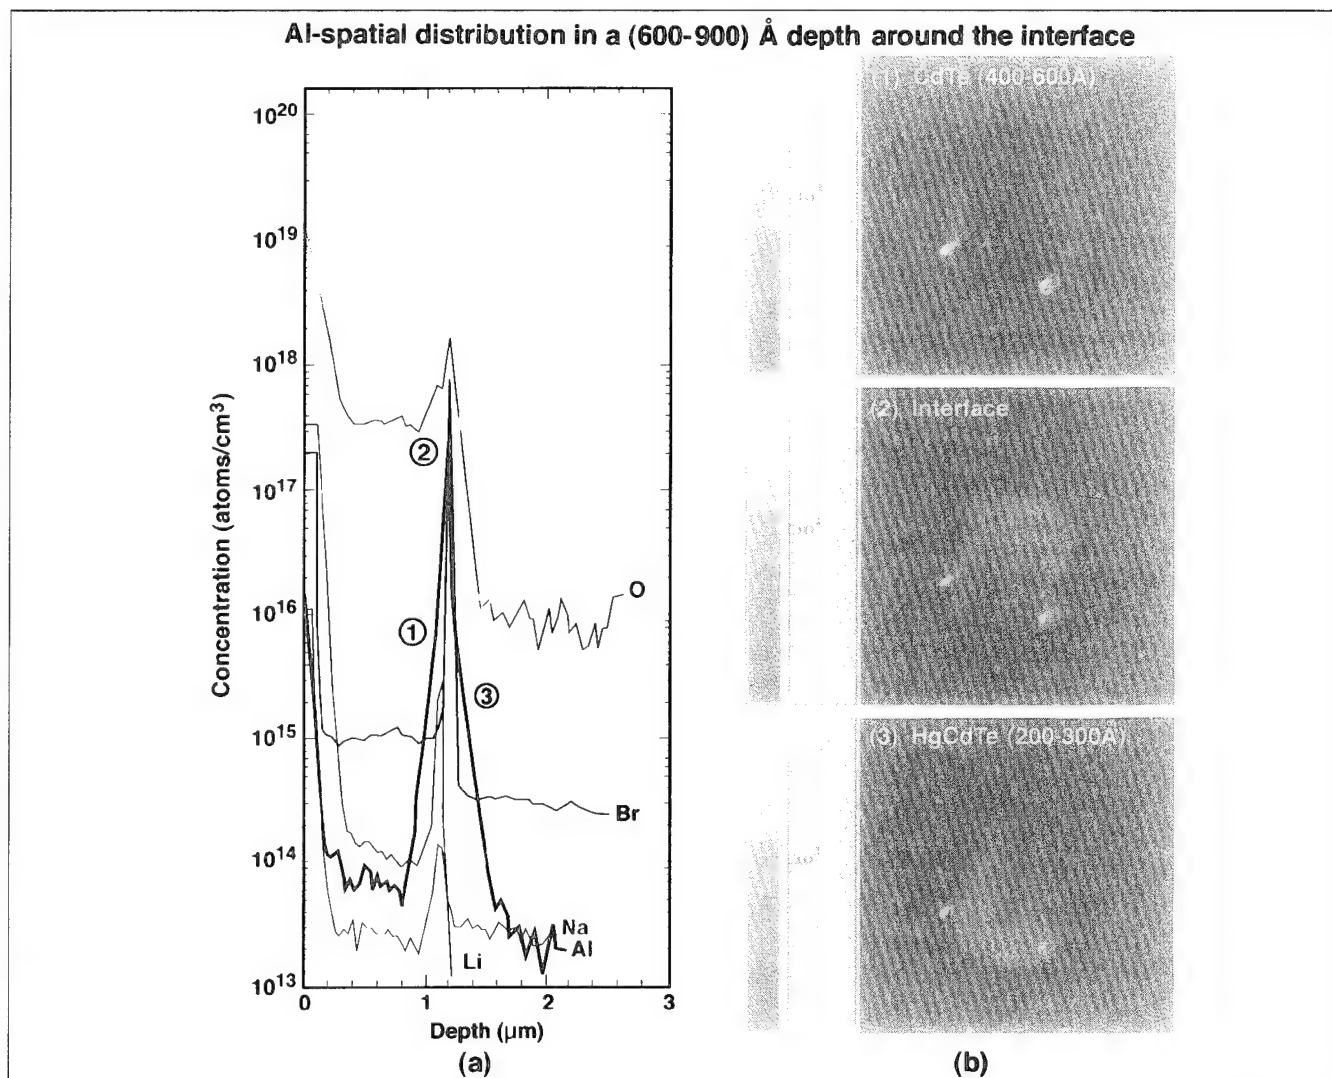 Al-spatial distribution in a (600-900) Å depth around the interface
10^20
10^19
10^18
10^17
10^16
10^15
10^14
10^13
0
1
2
3
Concentration (atoms/cm^3)
Depth (μm)
①
②
③
O
Br
Na
Al
Li
(a)
(1) CdTe (400-600A)
(2) Interface
(3) HgCdTe (200-300A)
(b)